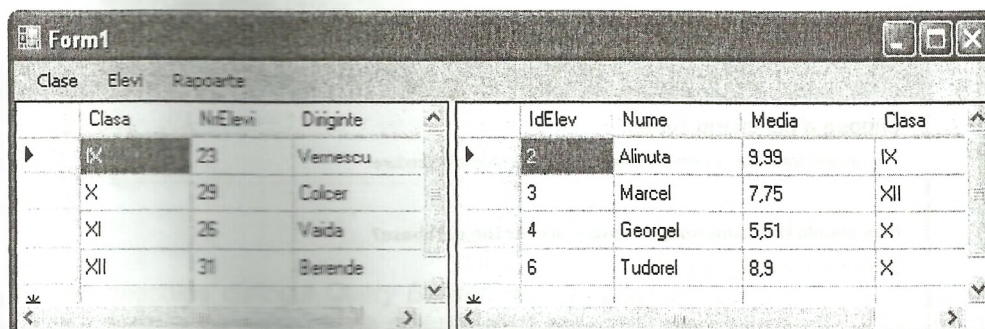 Form1
Clase Elevi Rapoarte
Clasa NrElevi Diriginte
IX 23 Vernescu
X 29 Colcer
XI 26 Vaida
XII 31 Berende
IdElev Nume Media Clasa
2 Alinuta 9,99 IX
3 Marcel 7,75 XII
4 Georgel 5,51 X
6 Tudorel 8,9 X